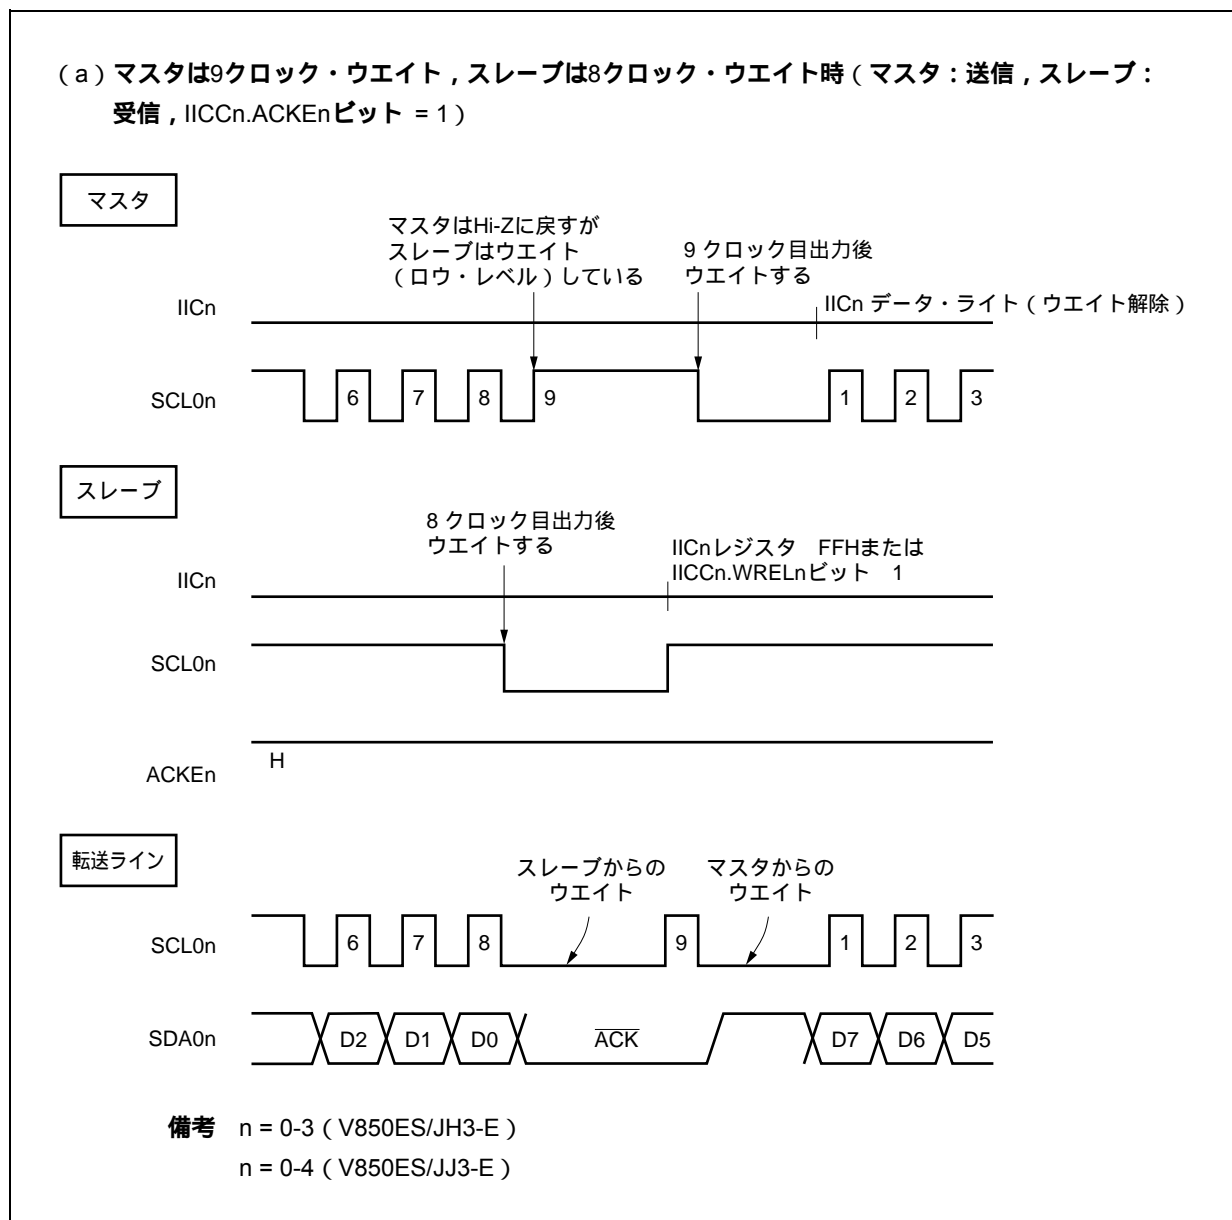 (a) マスタは9クロック・ウエイト，スレーブは8クロック・ウエイト時（マスタ：送信，スレーブ：
受信，IICCn.ACKEnビット = 1）
マスタ
マスタはHi-Zに戻すが
スレーブはウエイト
（ロウ・レベル）している
9 クロック目出力後
ウエイトする
IICn
IICn データ・ライト（ウエイト解除）
SCL0n
6 7 8 9 1 2 3
スレーブ
8 クロック目出力後
ウエイトする
IICnレジスタ　FFHまたは
IICCn.WRELnビット　1
IICn
SCL0n
H
ACKEn
転送ライン
スレーブからの
ウエイト
マスタからの
ウエイト
SCL0n
6 7 8 9 1 2 3
SDA0n
D2 D1 D0 ACK D7 D6 D5
備考　n = 0-3（V850ES/JH3-E）
n = 0-4（V850ES/JJ3-E）